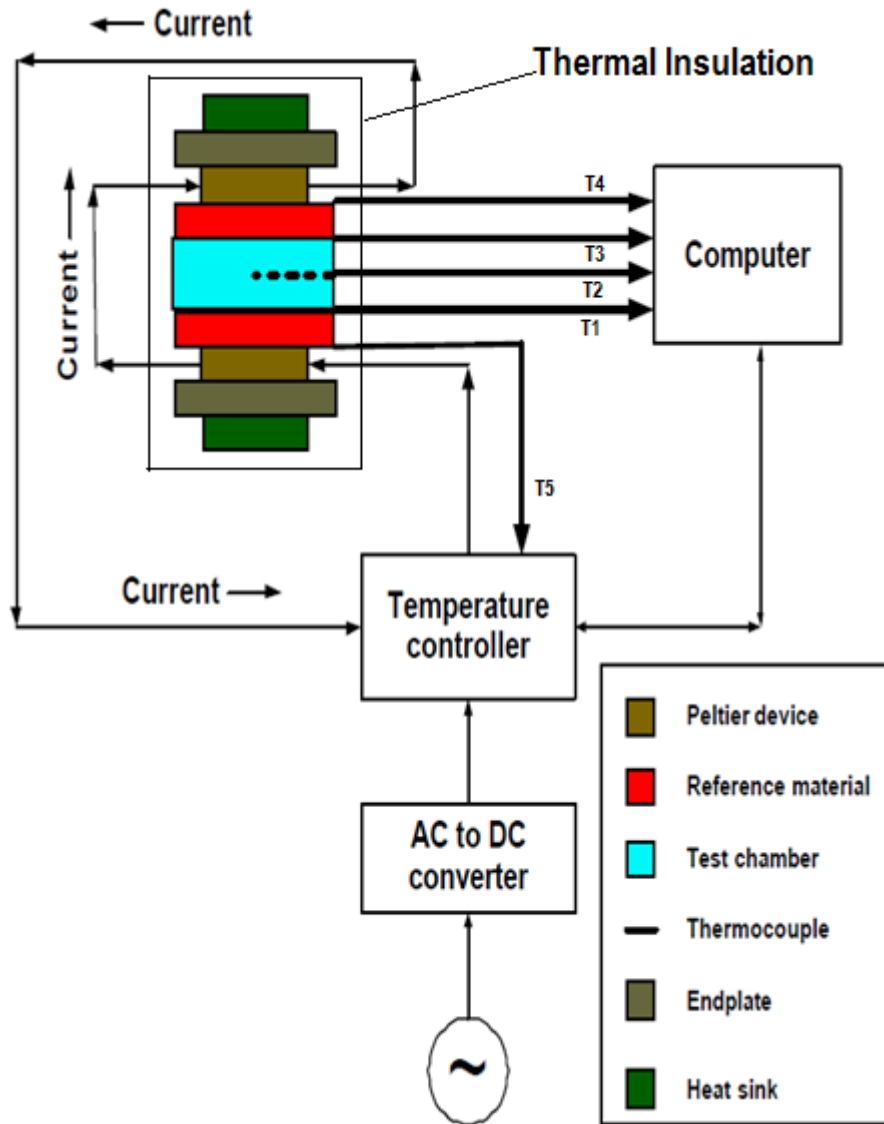 Current
Thermal Insulation
T4
Current
T3
Computer
T2
T1
T5
Current
Temperature
controller
Peltier device
Reference material
AC to DC
converter
Test chamber
Thermocouple
Endplate
~
Heat sink